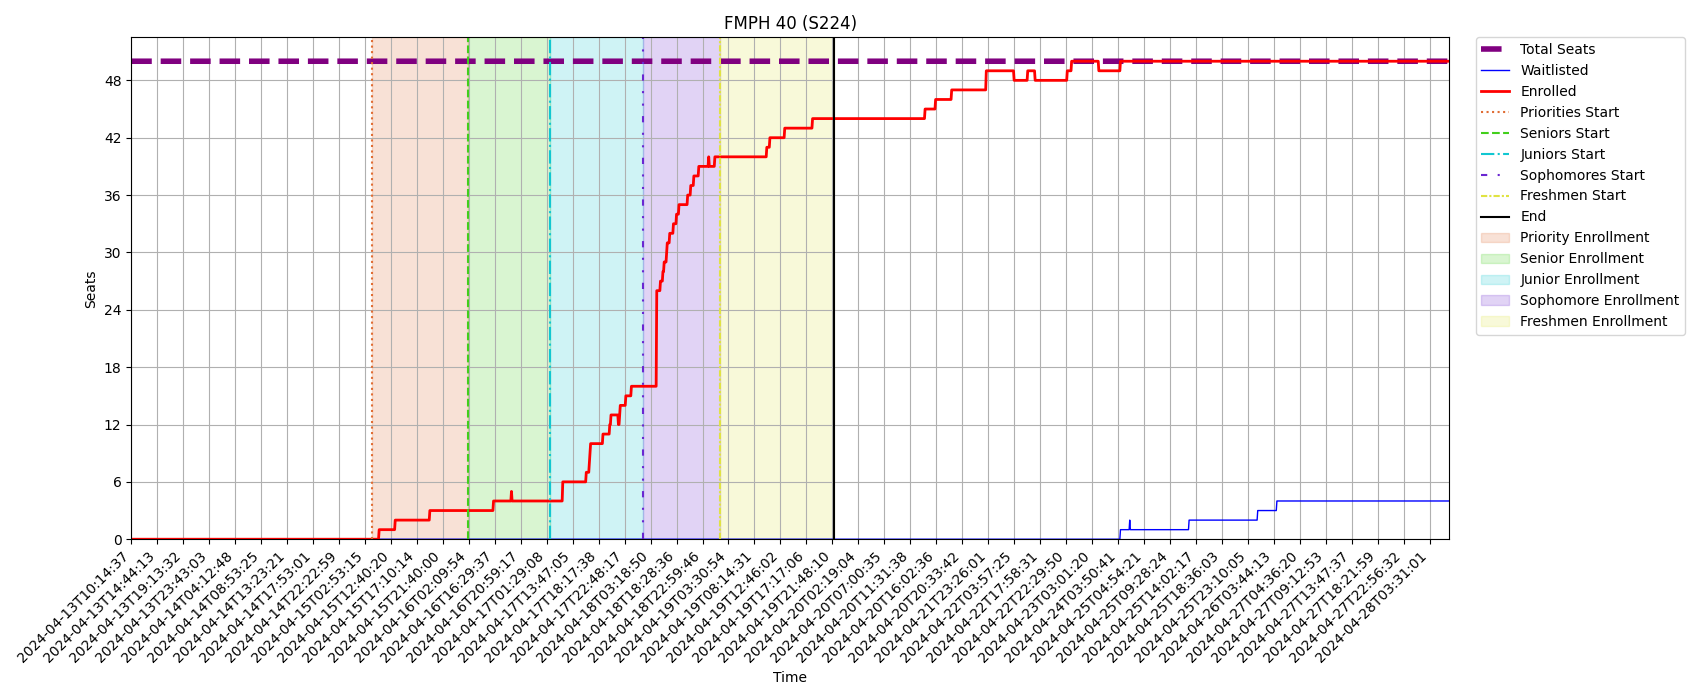 FMPH 40 (S224)
Total Seats
Waitlisted
Enrolled
Priorities Start
Seniors Start
Juniors Start
Sophomores Start
Freshmen Start
End
Priority Enrollment
Senior Enrollment
Junior Enrollment
Sophomore Enrollment
Freshmen Enrollment
Seats
48
42
36
30
24
18
12
6
0
2024-04-13T10:14:37
2024-04-13T14:44:13
2024-04-13T19:13:32
2024-04-13T23:43:03
2024-04-14T04:12:48
2024-04-14T08:53:25
2024-04-14T13:23:21
2024-04-14T17:53:01
2024-04-14T22:22:59
2024-04-15T02:53:15
2024-04-15T12:40:20
2024-04-15T17:10:14
2024-04-15T21:40:00
2024-04-16T02:09:54
2024-04-16T16:29:37
2024-04-16T20:59:17
2024-04-17T01:29:08
2024-04-17T13:47:05
2024-04-17T18:17:38
2024-04-17T22:48:17
2024-04-18T03:18:50
2024-04-18T18:28:36
2024-04-18T22:59:46
2024-04-19T03:30:54
2024-04-19T08:14:31
2024-04-19T12:46:02
2024-04-19T17:17:06
2024-04-19T21:48:10
2024-04-20T02:19:04
2024-04-20T07:00:35
2024-04-20T11:31:38
2024-04-20T16:02:36
2024-04-20T20:33:42
2024-04-21T23:26:01
2024-04-22T03:57:25
2024-04-22T17:58:31
2024-04-22T22:29:50
2024-04-23T03:01:20
2024-04-24T03:50:41
2024-04-25T04:54:21
2024-04-25T09:28:24
2024-04-25T14:02:17
2024-04-25T18:36:03
2024-04-25T23:10:05
2024-04-26T03:44:13
2024-04-27T04:36:20
2024-04-27T09:12:53
2024-04-27T13:47:37
2024-04-27T18:21:59
2024-04-27T22:56:32
2024-04-28T03:31:01
Time